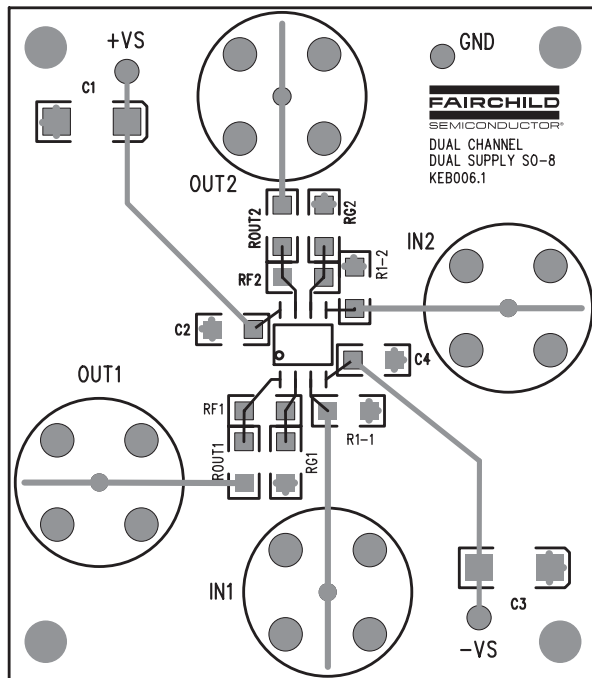 +VS
GND
C1
FAIRCHILD
SEMICONDUCTOR®
DUAL CHANNEL
DUAL SUPPLY SO-8
KEB006.1
OUT2
ROUT2
RG2
IN2
R1-2
RF2
C2
C4
OUT1
RF1
R1-1
ROUT1
RG1
IN1
C3
-VS